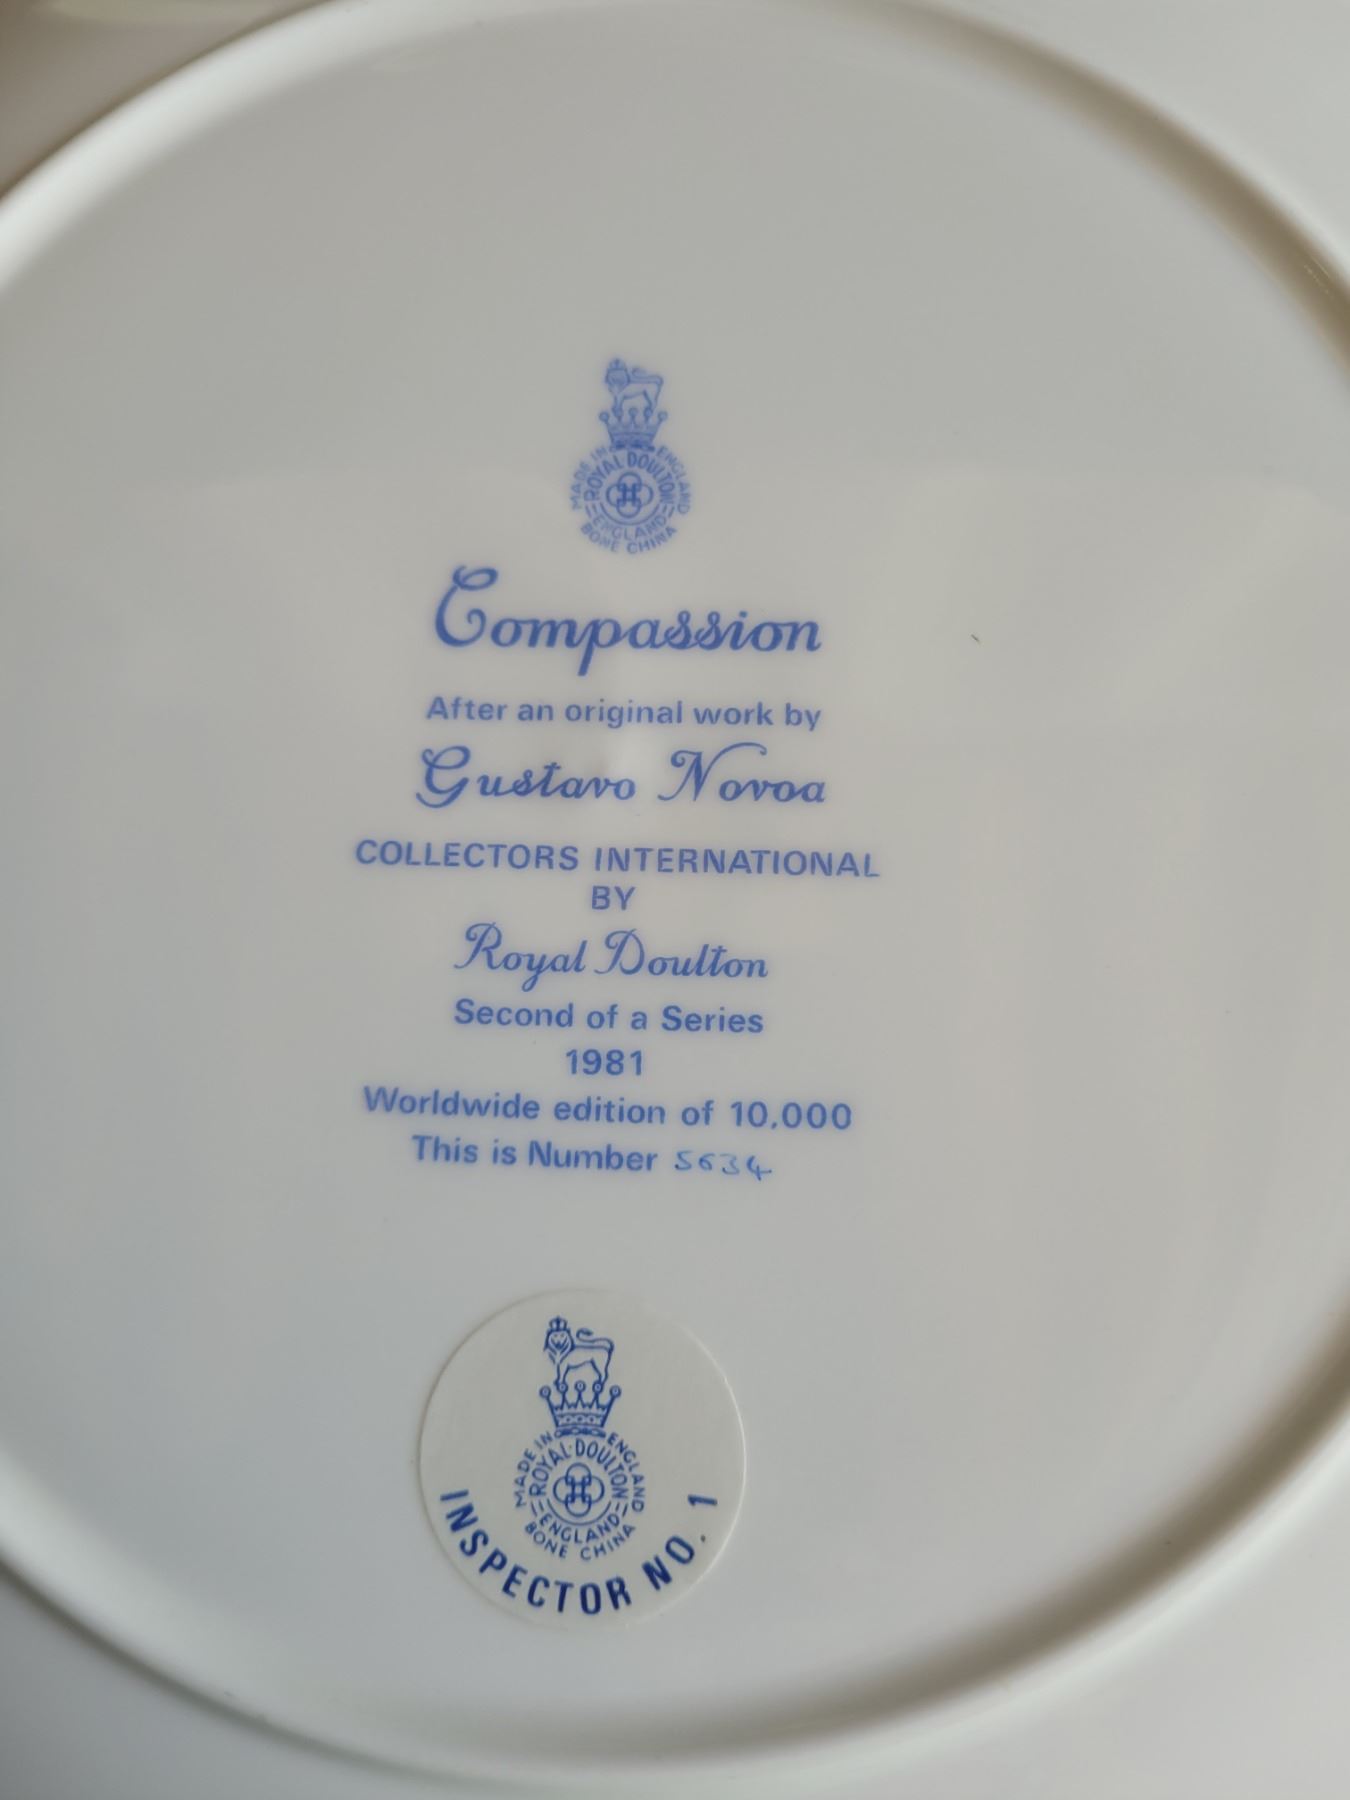 MADE IN ENGLAND
ROYAL DOULTON
ENGLAND
BONE CHINA
Compassion
After an original work by
Gustavo Novoa
COLLECTORS INTERNATIONAL
BY
Royal Doulton
Second of a Series
1981
Worldwide edition of 10,000
This is Number 5634
MADE IN ENGLAND
ROYAL DOULTON
ENGLAND
BONE CHINA
INSPECTOR NO. 1